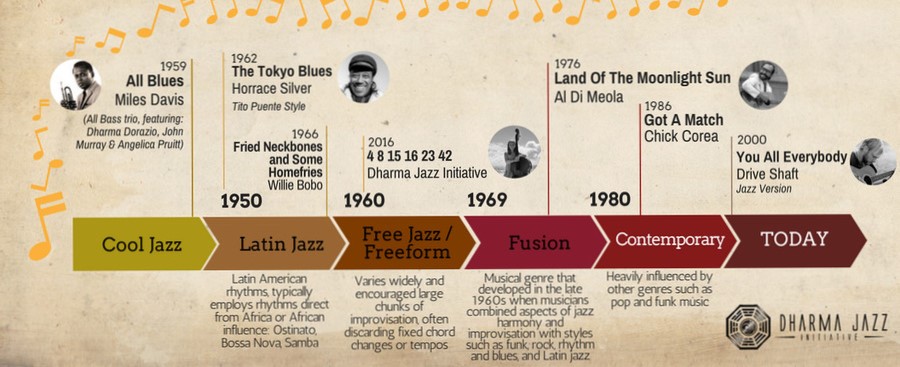 1959
All Blues
Miles Davis
(All Bass trio, featuring:
Dharma Dorazio, John
Murray & Angelica Pruitt)
1962
The Tokyo Blues
Horrace Silver
Tito Puente Style
1966
Fried Neckbones
and Some
Homefries
Willie Bobo
2016
4 8 15 16 23 42
Dharma Jazz Initiative
1976
Land Of The Moonlight Sun
Al Di Meola
1986
Got A Match
Chick Corea
2000
You All Everybody
Drive Shaft
Jazz Version
1950
1960
1969
1980
Cool Jazz
Latin Jazz
Free Jazz /
Freeform
Fusion
Contemporary
TODAY
Latin American
rhythms, typically
employs rhythms direct
from Africa or African
influence: Ostinato,
Bossa Nova, Samba
Varies widely and
encouraged large
chunks of
improvisation, often
discarding fixed chord
changes or tempos
Musical genre that
developed in the late
1960s when musicians
combined aspects of jazz
harmony and
improvisation with styles
such as funk, rock, rhythm
and blues, and Latin jazz
Heavily influenced by
other genres such as
pop and funk music
DHARMA JAZZ
INITIATIVE